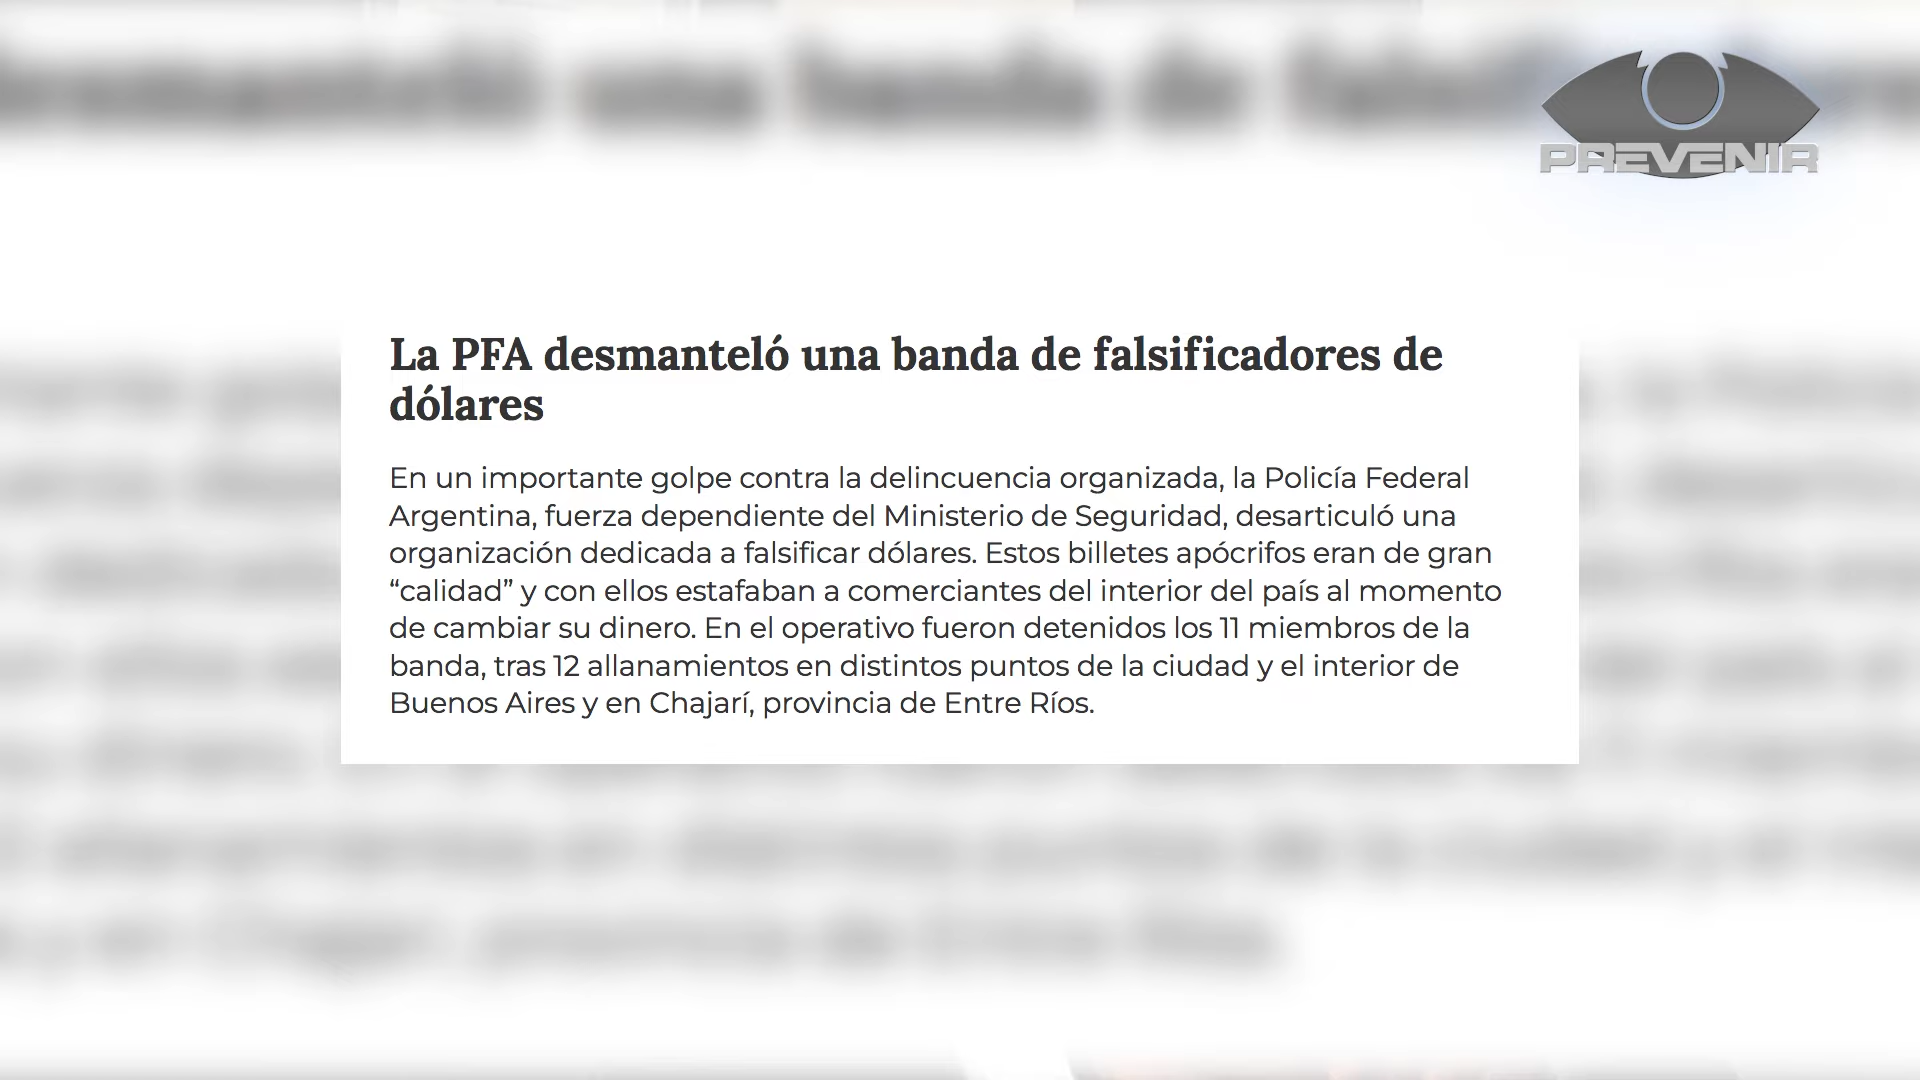 PREVENIR
La PFA desmanteló una banda de falsificadores de
dólares
En un importante golpe contra la delincuencia organizada, la Policía Federal
Argentina, fuerza dependiente del Ministerio de Seguridad, desarticuló una
organización dedicada a falsificar dólares. Estos billetes apócrifos eran de gran
“calidad” y con ellos estafaban a comerciantes del interior del país al momento
de cambiar su dinero. En el operativo fueron detenidos los 11 miembros de la
banda, tras 12 allanamientos en distintos puntos de la ciudad y el interior de
Buenos Aires y en Chajarí, provincia de Entre Ríos.